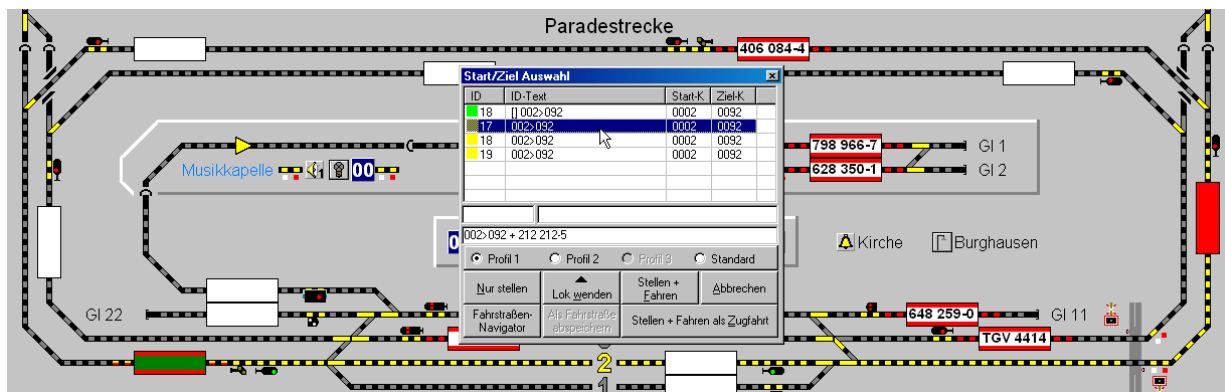 Paradestrecke
406 084-4
Start/Ziel Auswahl
ID ID-Text Start-K Ziel-K
18 [] 002>092 0002 0092
17 002>092 0002 0092
18 002>092 0002 0092
19 002>092 0002 0092
798 966-7 Gl 1
Musikkapelle 00 628 350-1 Gl 2
002>092 + 212 212-5
0 Kirche Burghausen
Profil 1 Profil 2 Profil 3 Standard
Nur stellen Lok wenden Stellen + Fahren Abbrechen
Gl 22 648 259-0 Gl 11
Fahrstraßen-Navigator Als Fahrstraße abspeichern Stellen + Fahren als Zugfahrt
TGV 4414
2
1